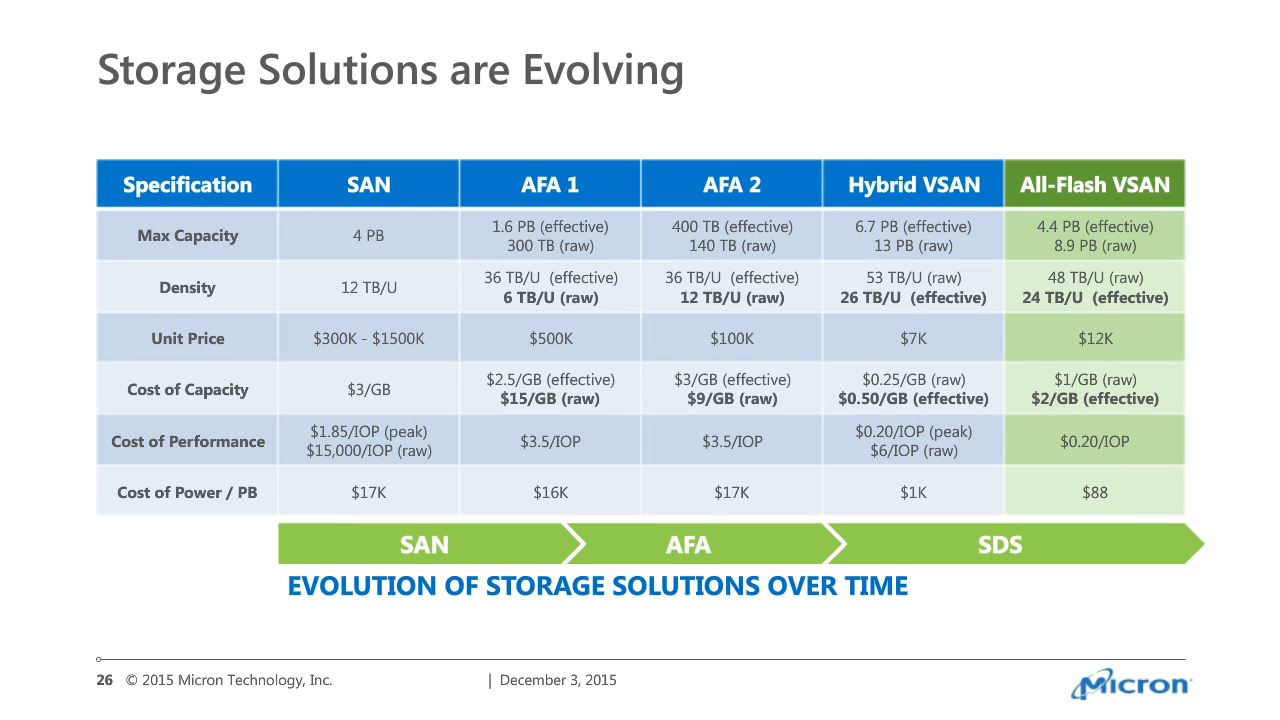 Storage Solutions are Evolving
Specification SAN AFA 1 AFA 2 Hybrid VSAN All-Flash VSAN
Max Capacity 4 PB 1.6 PB (effective) 300 TB (raw) 400 TB (effective) 140 TB (raw) 6.7 PB (effective) 13 PB (raw) 4.4 PB (effective) 8.9 PB (raw)
Density 12 TB/U 36 TB/U (effective) 6 TB/U (raw) 36 TB/U (effective) 12 TB/U (raw) 53 TB/U (raw) 26 TB/U (effective) 48 TB/U (raw) 24 TB/U (effective)
Unit Price $300K - $1500K $500K $100K $7K $12K
Cost of Capacity $3/GB $2.5/GB (effective) $15/GB (raw) $3/GB (effective) $9/GB (raw) $0.25/GB (raw) $0.50/GB (effective) $1/GB (raw) $2/GB (effective)
Cost of Performance $1.85/IOP (peak) $15,000/IOP (raw) $3.5/IOP $3.5/IOP $0.20/IOP (peak) $6/IOP (raw) $0.20/IOP
Cost of Power / PB $17K $16K $17K $1K $88
SAN AFA SDS
EVOLUTION OF STORAGE SOLUTIONS OVER TIME
26 © 2015 Micron Technology, Inc. | December 3, 2015
Micron